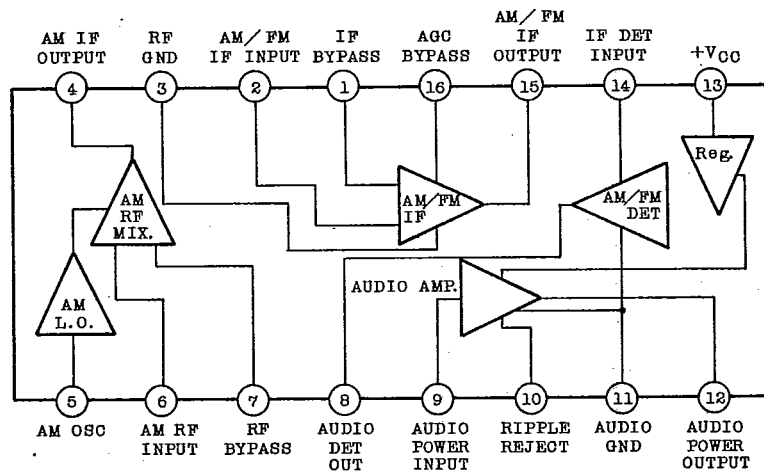 AM IF
OUTPUT
RF
GND
AM/FM
IF INPUT
IF
BYPASS
AGC
BYPASS
AM/FM
IF
OUTPUT
IF DET
INPUT
+VCC
4
3
2
1
16
15
14
13
AM
RF
MIX.
AM/FM
IF
AM/FM
DET
Reg.
AUDIO AMP.
AM
L.O.
5
6
7
8
9
10
11
12
AM OSC
AM RF
INPUT
RF
BYPASS
AUDIO
DET
OUT
AUDIO
POWER
INPUT
RIPPLE
REJECT
AUDIO
GND
AUDIO
POWER
OUTPUT